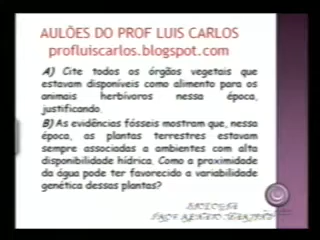 AULÕES DO PROF LUIS CARLOS
profluiscarlos.blogspot.com
A) Cite todos os órgãos vegetais que
estavam disponíveis como alimento para os
animais herbívoros nessa época,
justificando.
B) As evidências fósseis mostram que, nessa
época, as plantas terrestres estavam
sempre associadas a ambientes com alta
disponibilidade hídrica. Como a proximidade
da água pode ter favorecido a variabilidade
genética dessas plantas?
BIOLOGIA
PROF